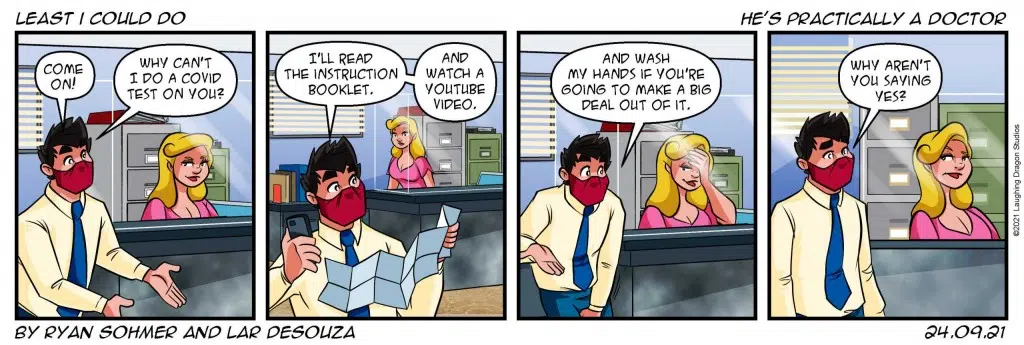 LEAST I COULD DO
HE'S PRACTICALLY A DOCTOR
COME
ON!
WHY CAN'T
I DO A COVID
TEST ON YOU?
I'LL READ
THE INSTRUCTION
BOOKLET.
AND
WATCH A
YOUTUBE
VIDEO.
AND WASH
MY HANDS IF YOU'RE
GOING TO MAKE A BIG
DEAL OUT OF IT.
WHY AREN'T
YOU SAYING
YES?
©2021 Laughing Dragon Studios
BY RYAN SOHMER AND LAR DESOUZA
24.09.21